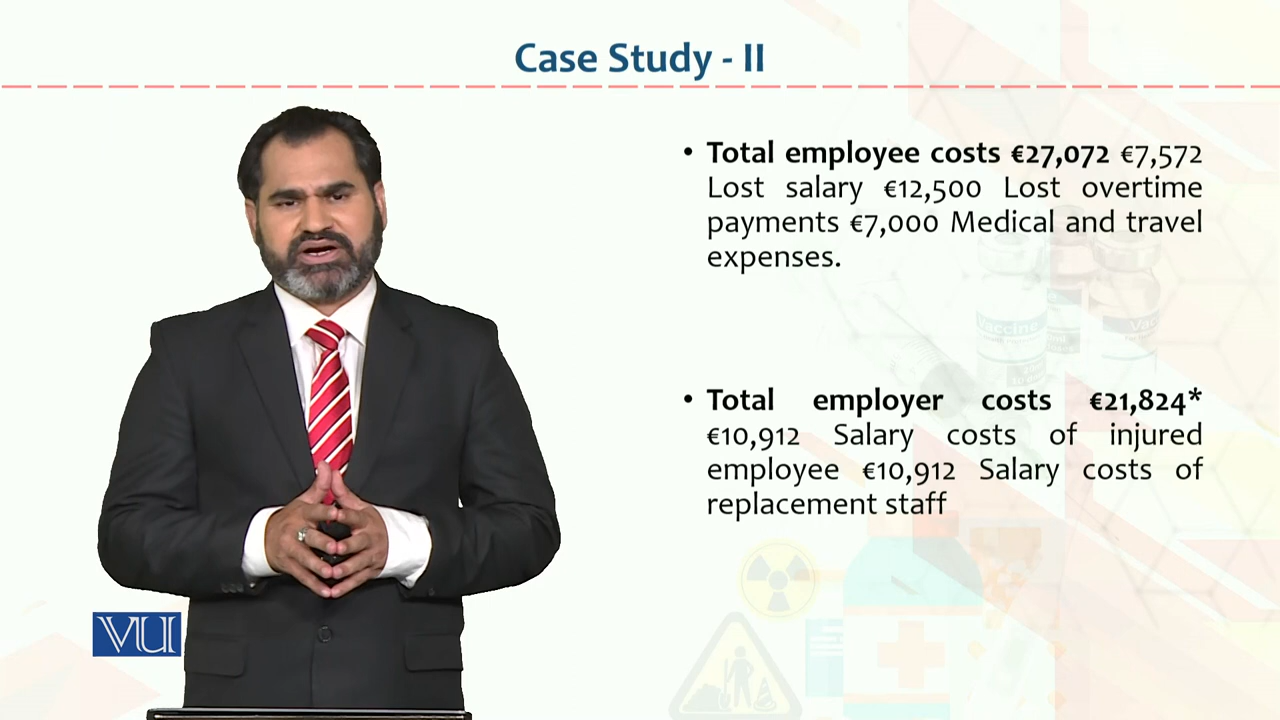 Case Study - II
• Total employee costs €27,072 €7,572
Lost salary €12,500 Lost overtime
payments €7,000 Medical and travel
expenses.
• Total employer costs €21,824*
€10,912 Salary costs of injured
employee €10,912 Salary costs of
replacement staff
Vaccine
VU